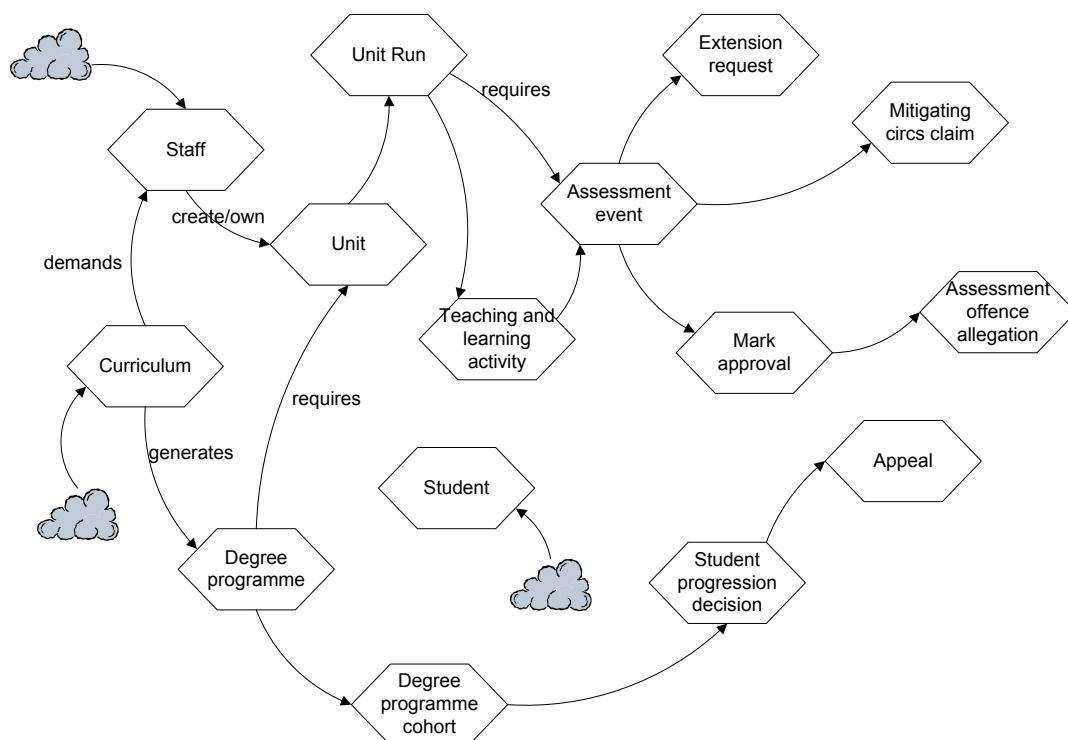 Unit Run
Extension
request
requires
Mitigating
circs claim
Staff
Assessment
event
create/own
Unit
demands
Teaching and
learning
activity
Assessment
offence
allegation
Mark
approval
Curriculum
requires
generates
Student
Appeal
Degree
programme
Student
progression
decision
Degree
programme
cohort